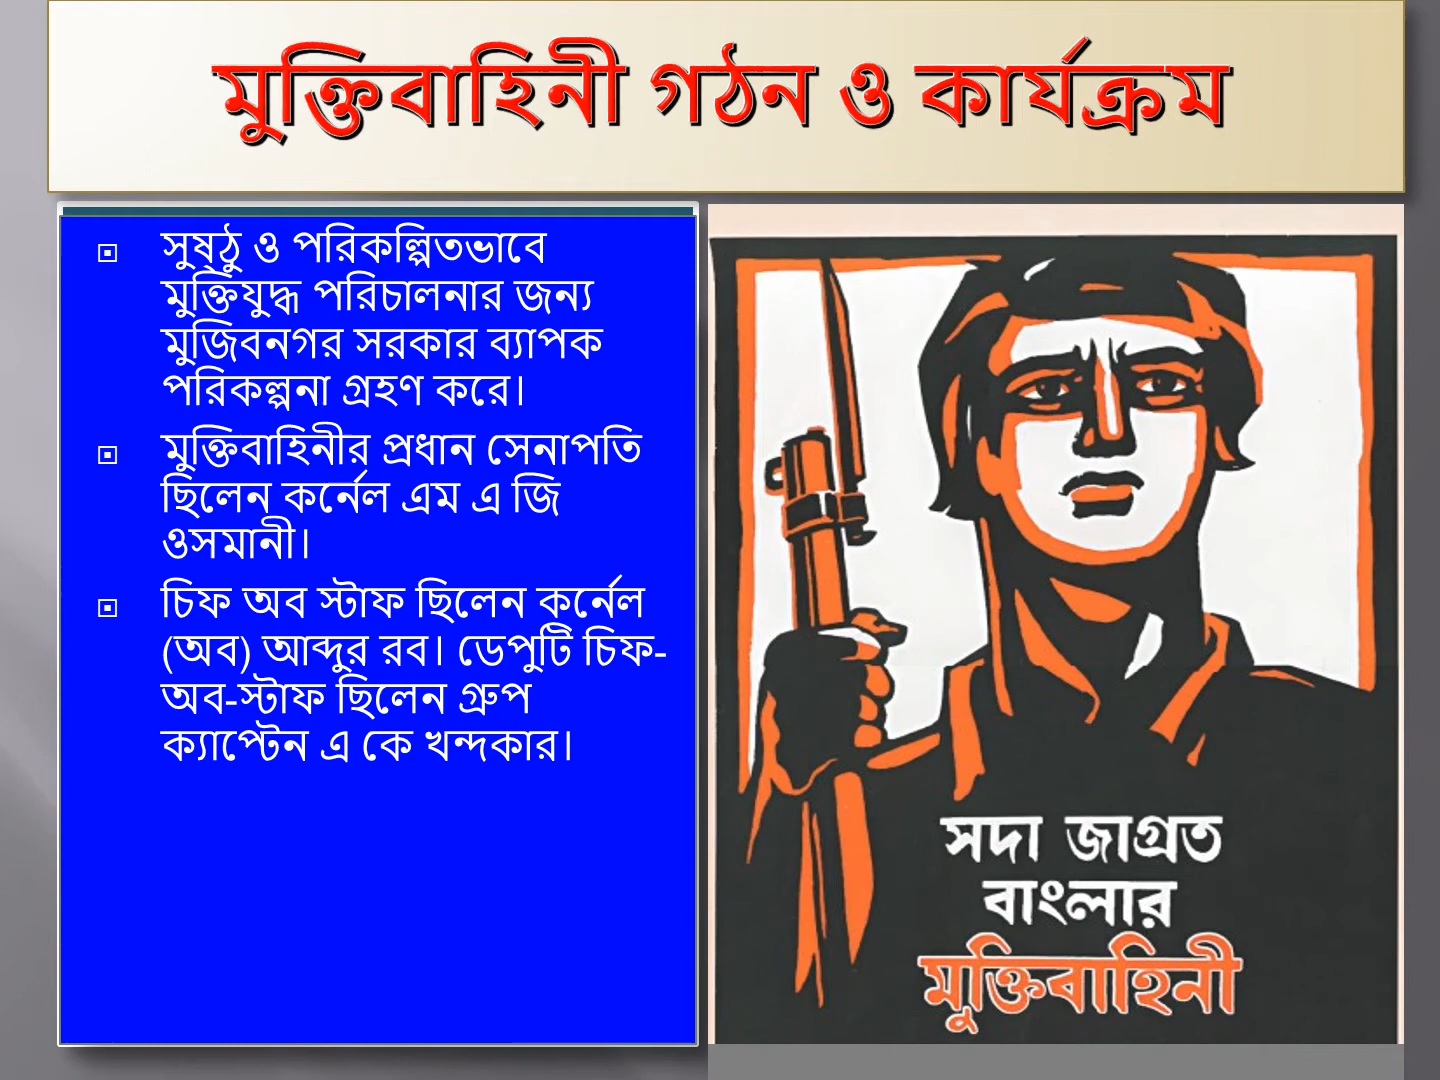 মুক্তিবাহিনী গঠন ও কার্যক্রম
সুষ্ঠু ও পরিকল্পিতভাবে
মুক্তিযুদ্ধ পরিচালনার জন্য
মুজিবনগর সরকার ব্যাপক
পরিকল্পনা গ্রহণ করে।
মুক্তিবাহিনীর প্রধান সেনাপতি
ছিলেন কর্নেল এম এ জি
ওসমানী।
চিফ অব স্টাফ ছিলেন কর্নেল
(অব) আব্দুর রব। ডেপুটি চিফ-
অব-স্টাফ ছিলেন গ্রুপ
ক্যাপ্টেন এ কে খন্দকার।
সদা জাগ্রত
বাংলার
মুক্তিবাহিনী